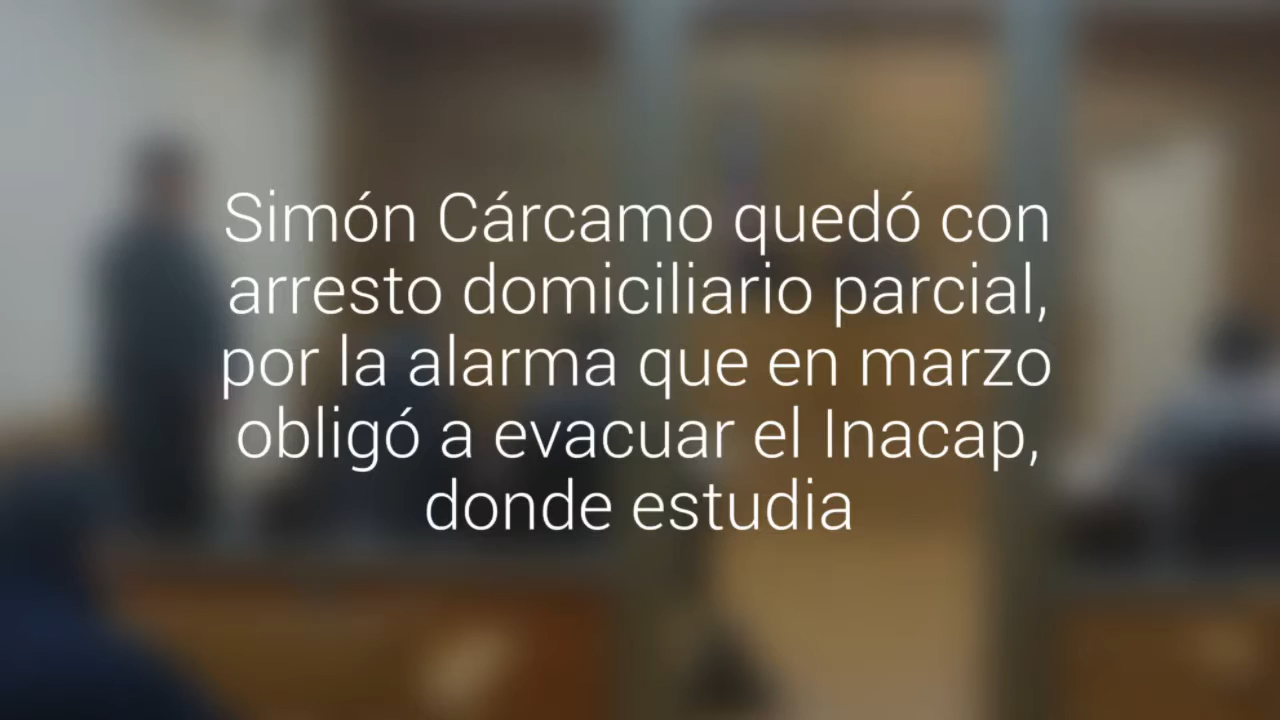 Simón Cárcamo quedó con
arresto domiciliario parcial,
por la alarma que en marzo
obligó a evacuar el Inacap,
donde estudia